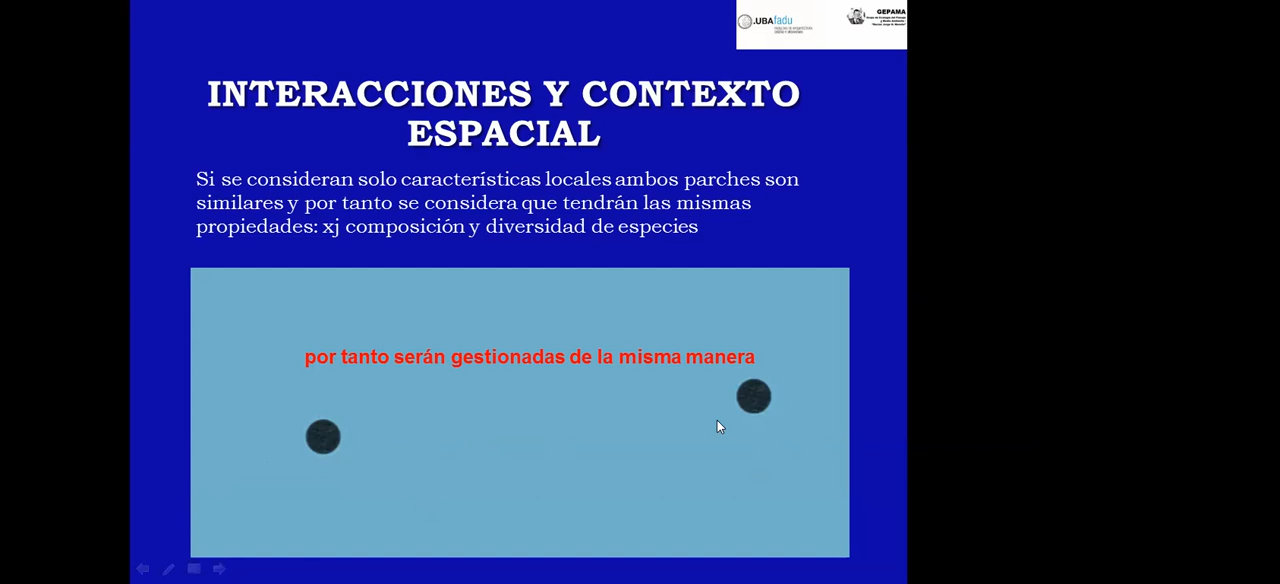 .UBAfadu
GEPAMA
INTERACCIONES Y CONTEXTO
ESPACIAL
Si se consideran solo características locales ambos parches son
similares y por tanto se considera que tendrán las mismas
propiedades: xj composición y diversidad de especies
por tanto serán gestionadas de la misma manera